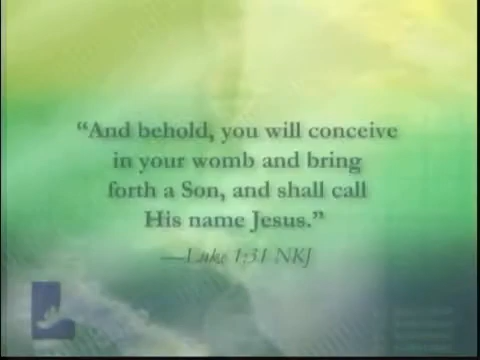 “And behold, you will conceive
in your womb and bring
forth a Son, and shall call
His name Jesus.”
—Luke 1:31 NKJ